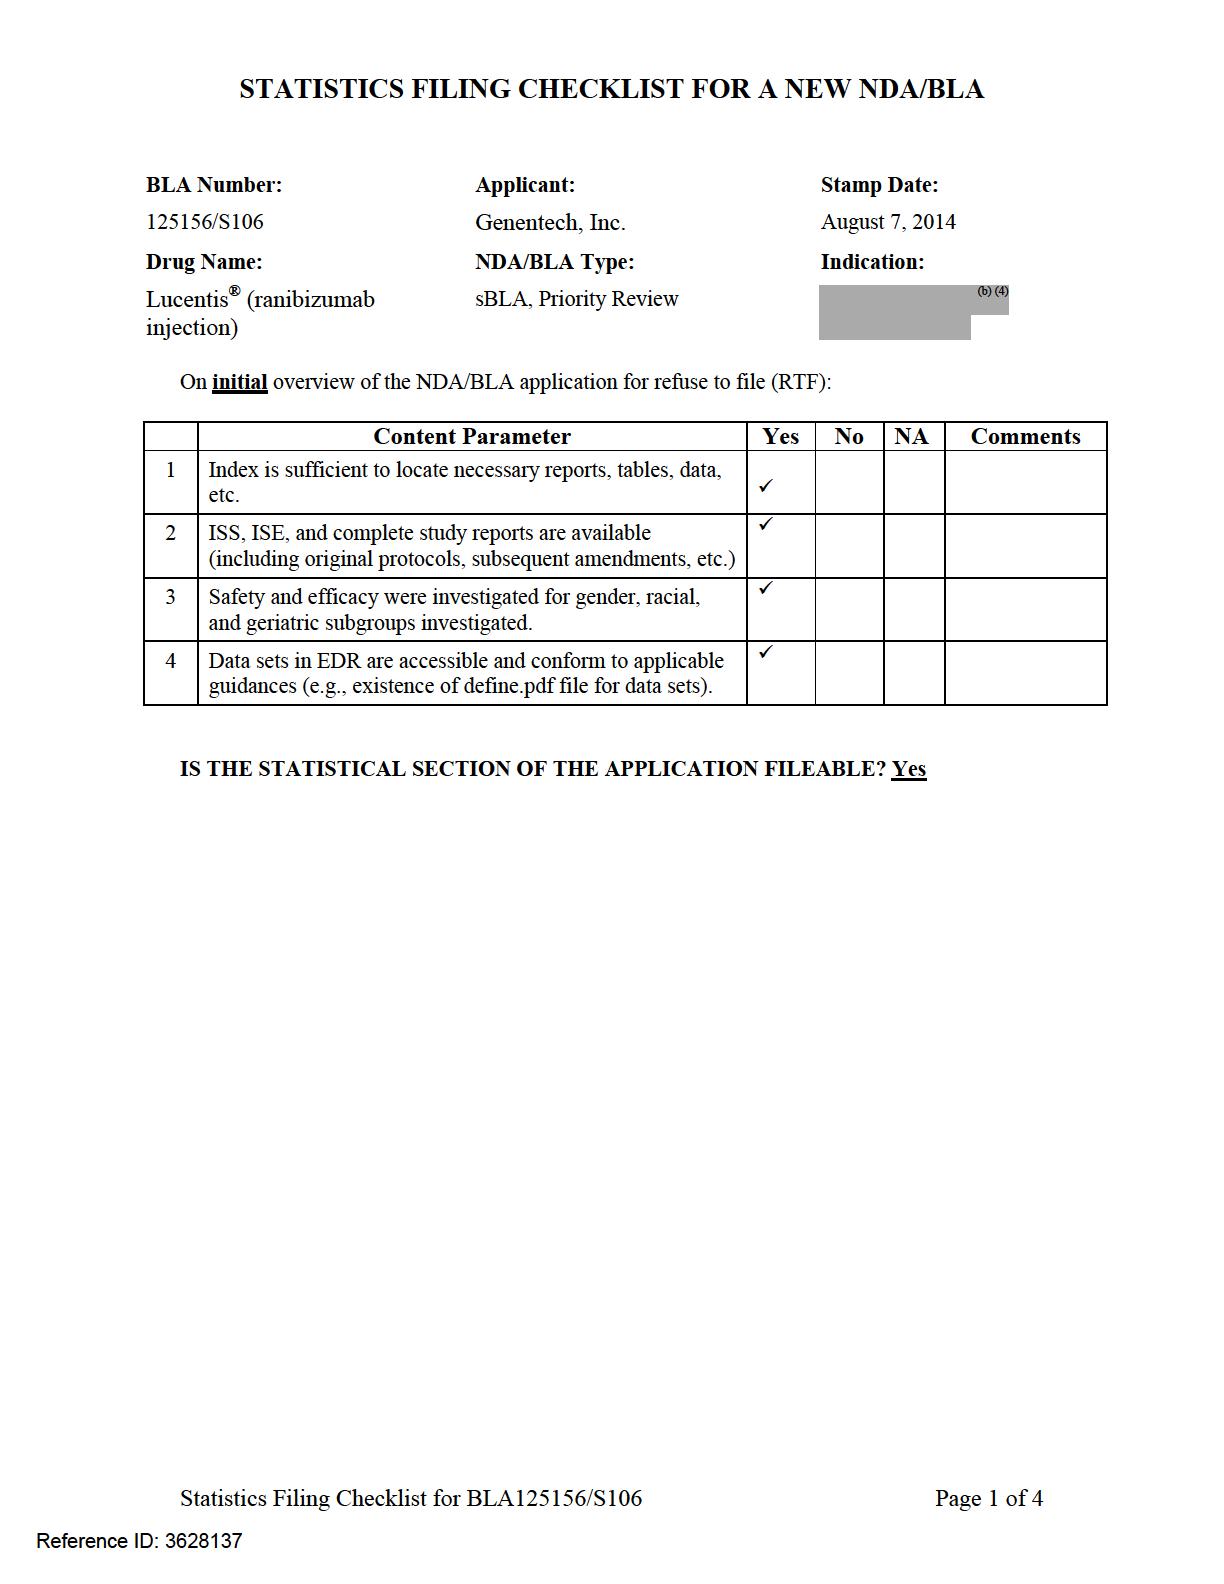 STATISTICS FILING CHECKLIST FOR A NEW NDA/BLA
BLA Number: Applicant: Stamp Date:
125156/S106 Genentech, Inc. August 7, 2014
Drug Name: NDA/BLA Type: Indication:
Lucentis® (ranibizumab sBLA, Priority Review (b) (4)
injection)
On initial overview of the NDA/BLA application for refuse to file (RTF):
Content Parameter Yes No NA Comments
1 Index is sufficient to locate necessary reports, tables, data,
etc. ✓
2 ISS, ISE, and complete study reports are available ✓
(including original protocols, subsequent amendments, etc.)
3 Safety and efficacy were investigated for gender, racial, ✓
and geriatric subgroups investigated.
4 Data sets in EDR are accessible and conform to applicable ✓
guidances (e.g., existence of define.pdf file for data sets).
IS THE STATISTICAL SECTION OF THE APPLICATION FILEABLE? Yes
Statistics Filing Checklist for BLA125156/S106 Page 1 of 4
Reference ID: 3628137